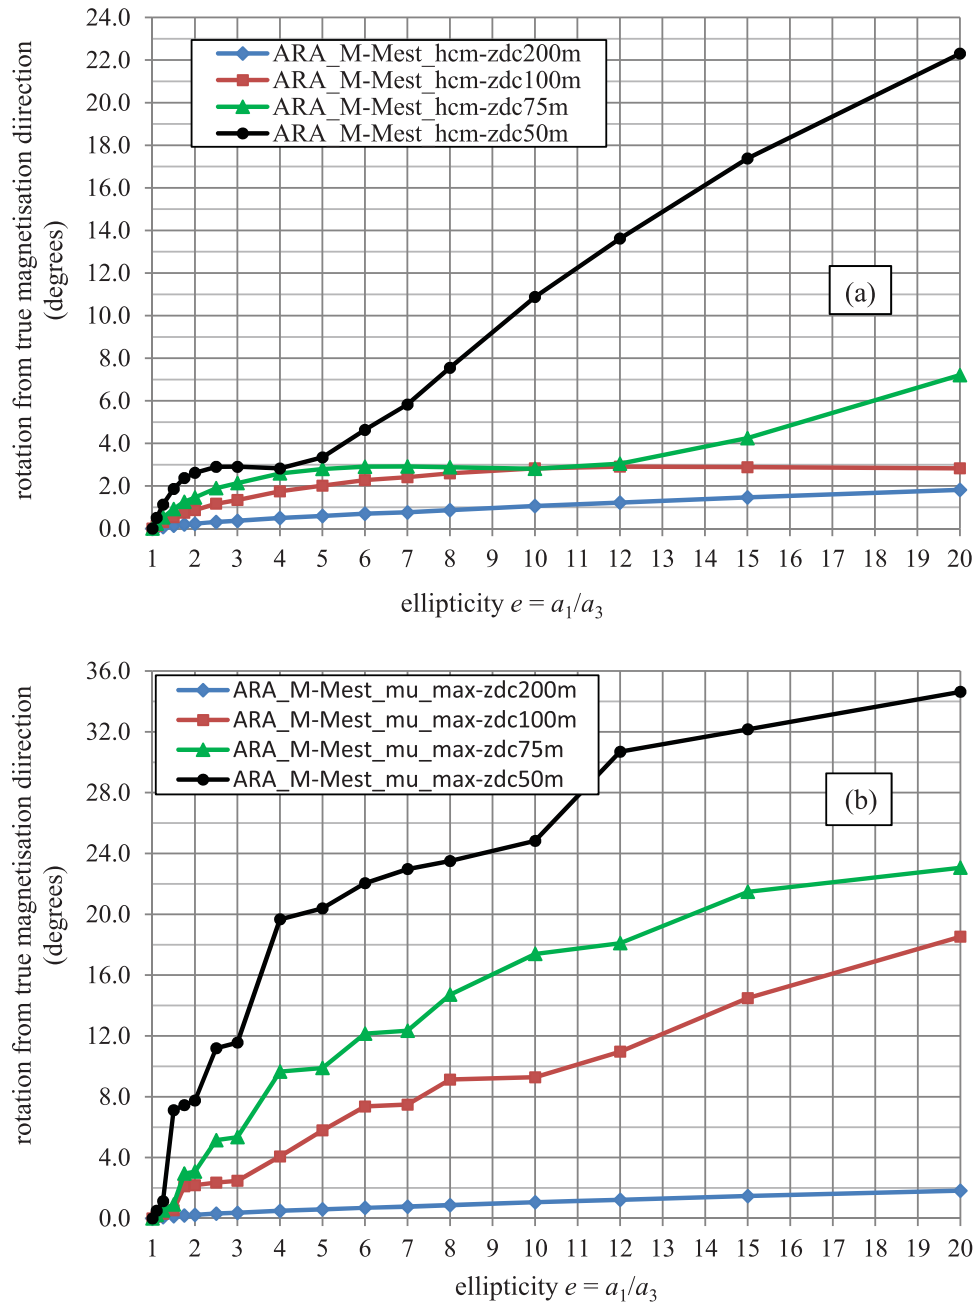 24.0
22.0
20.0
18.0
16.0
14.0
12.0
10.0
8.0
6.0
4.0
2.0
0.0
rotation from true magnetisation diirection
(degrees)
ARA_M-Mest_hcm-zdc200m
ARA_M-Mest_hcm-zdc100m
ARA_M-Mest_hcm-zdc75m
ARA_M-Mest_hcm-zdc50m
(a)
1 2 3 4 5 6 7 8 9 10 11 12 13 14 15 16 17 18 19 20
ellipticity e = a₁/a₃
36.0
32.0
28.0
24.0
20.0
16.0
12.0
8.0
4.0
0.0
rotation from true magnetisation diirection
(degrees)
ARA_M-Mest_mu_max-zdc200m
ARA_M-Mest_mu_max-zdc100m
ARA_M-Mest_mu_max-zdc75m
ARA_M-Mest_mu_max-zdc50m
(b)
1 2 3 4 5 6 7 8 9 10 11 12 13 14 15 16 17 18 19 20
ellipticity e = a₁/a₃